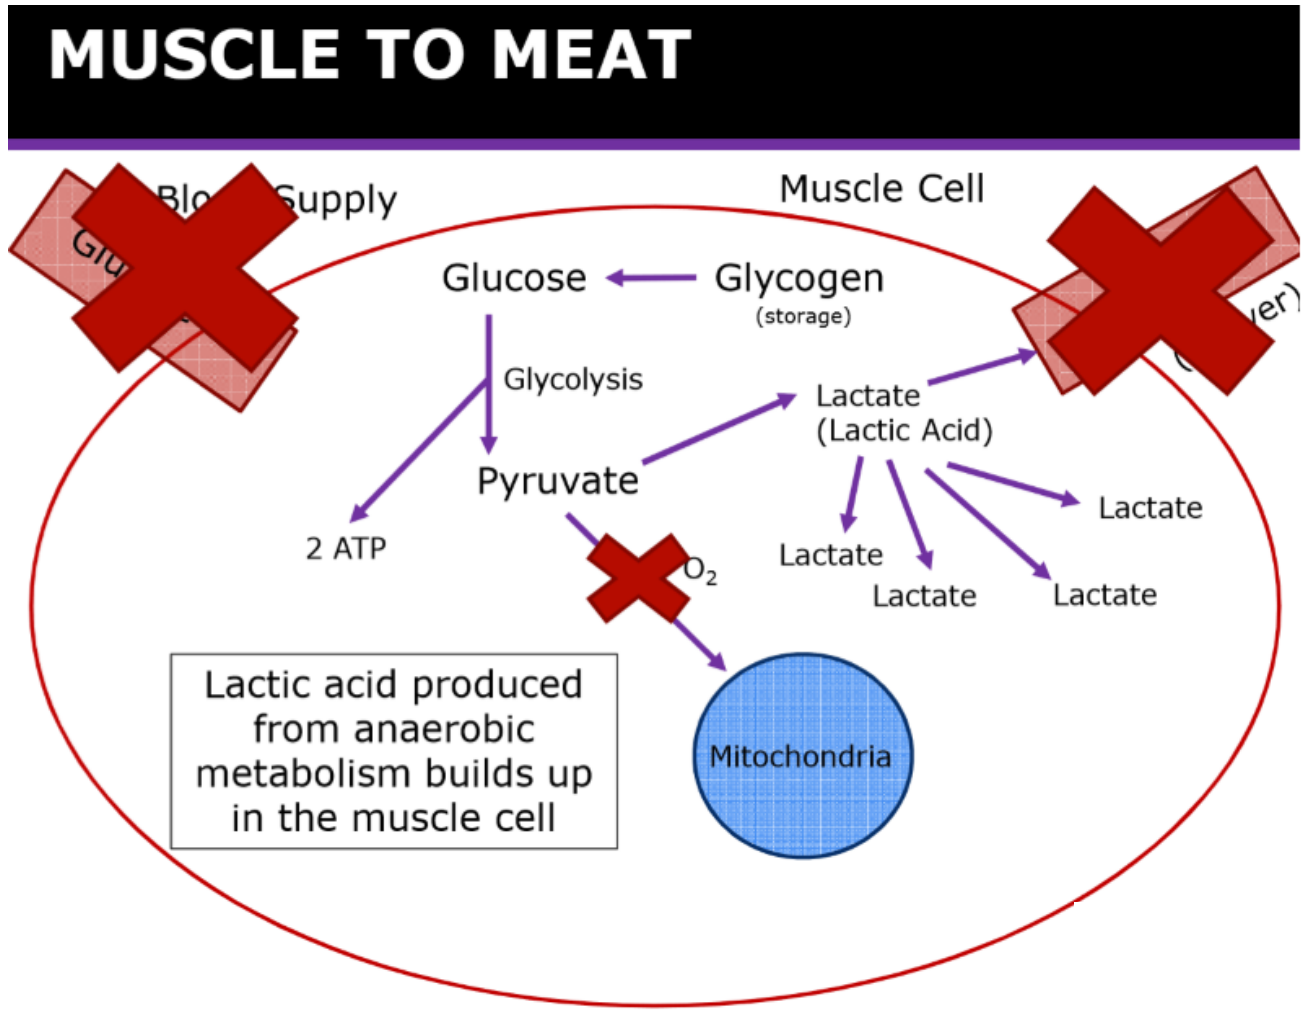 MUSCLE TO MEAT
Supply
Muscle Cell
Glucose
Glycogen
(storage)
Glycolysis
Lactate
(Lactic Acid)
Pyruvate
Lactate
2 ATP
Lactate
O₂
Lactate
Lactate
Lactic acid produced
from anaerobic
metabolism builds up
in the muscle cell
Mitochondria